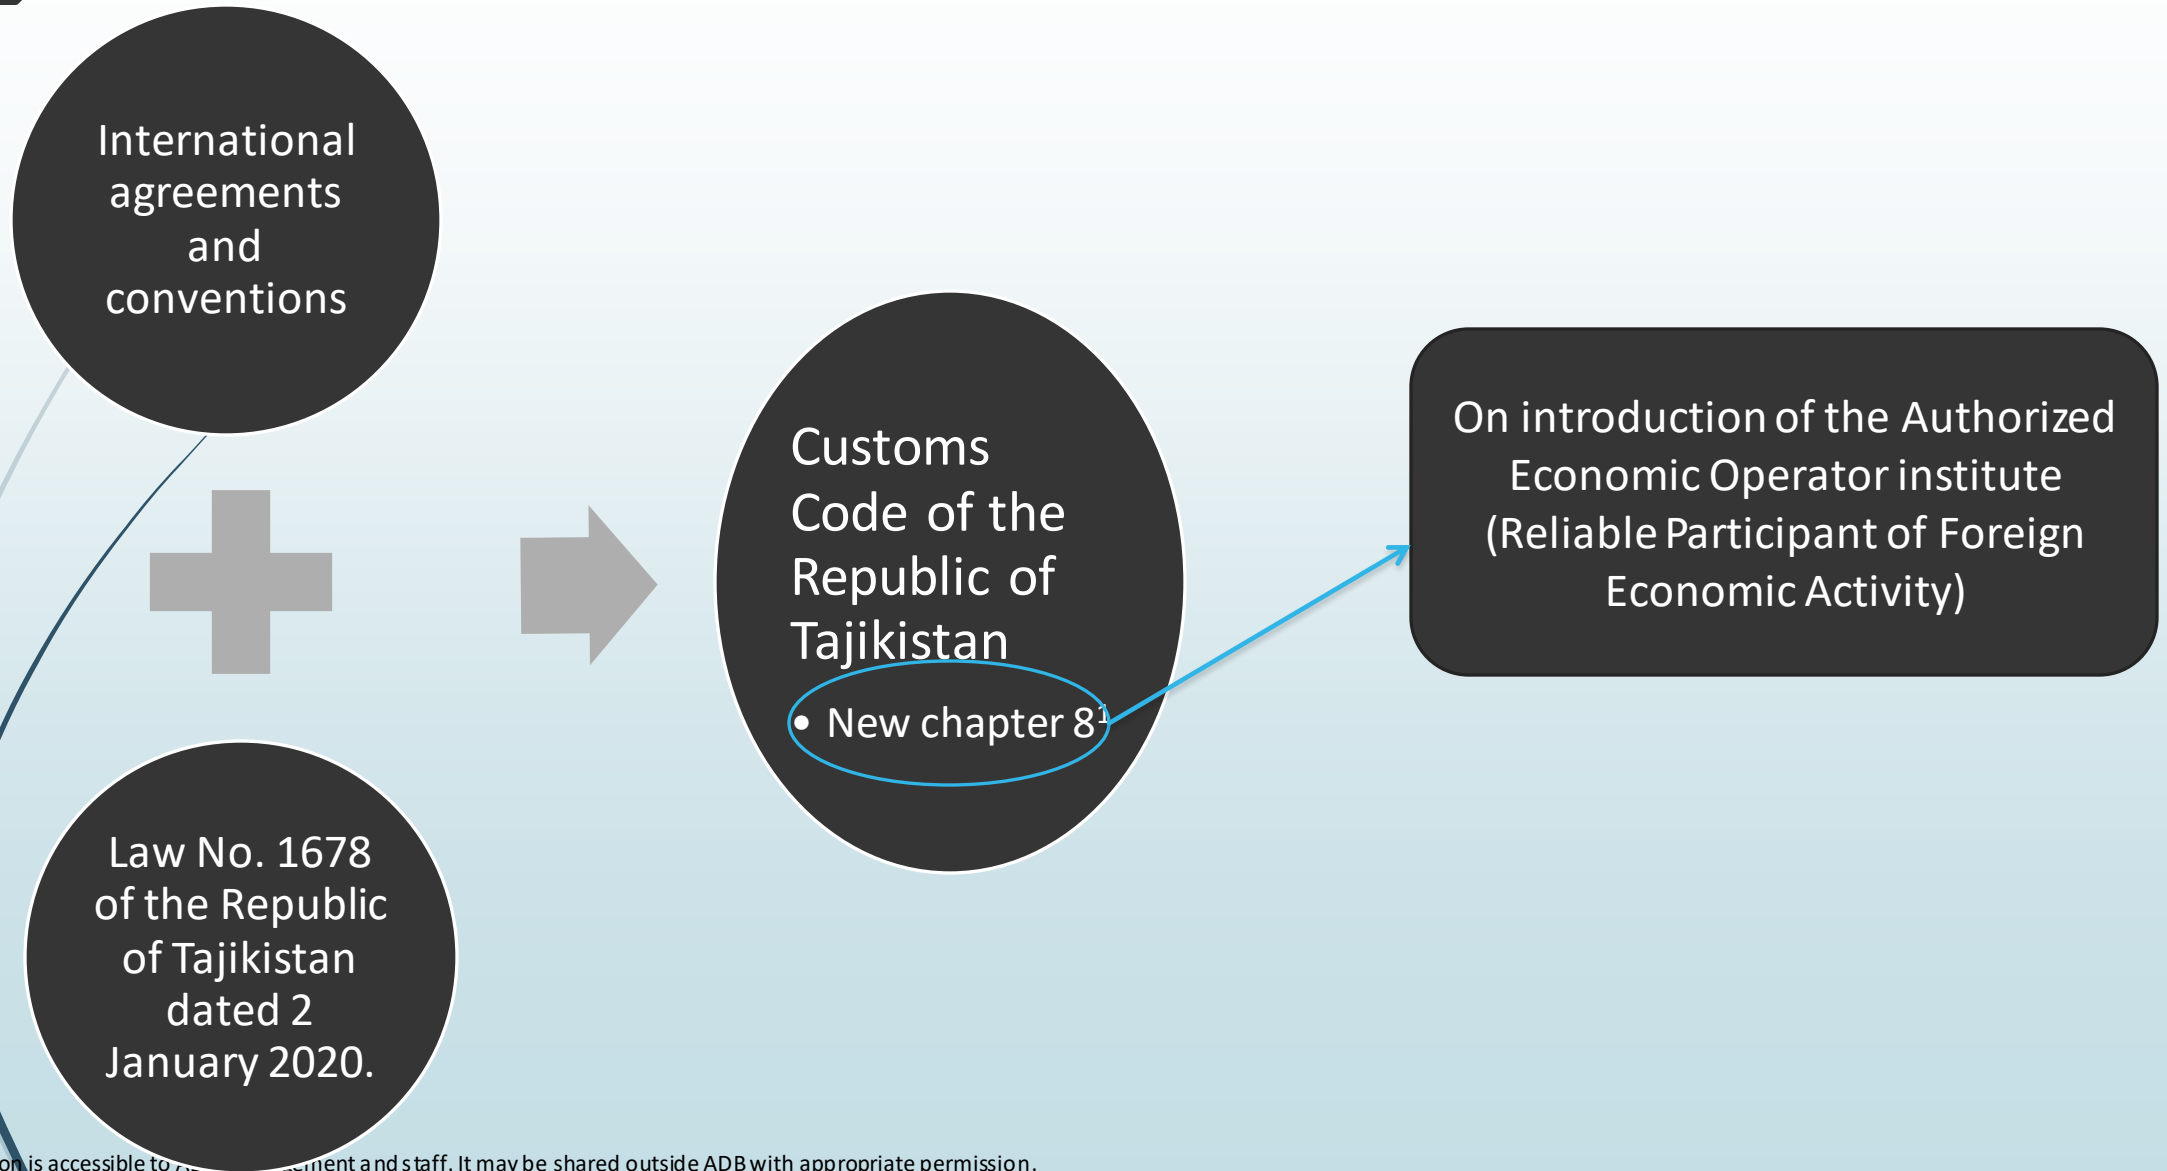 International
agreements
and
conventions
Law No. 1678
of the Republic
of Tajikistan
dated 2
January 2020.
Customs
Code of the
Republic of
Tajikistan
• New chapter 8¹
On introduction of the Authorized
Economic Operator institute
(Reliable Participant of Foreign
Economic Activity)
is accessible to and staff. It may be shared outside ADB with appropriate permission.